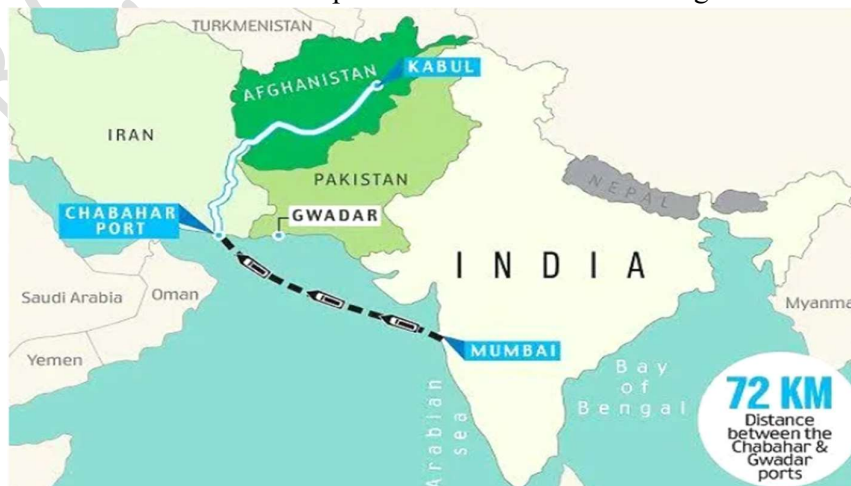 TURKMENISTAN
KABUL
AFGHANISTAN
IRAN
PAKISTAN
NEPAL
CHABAHAR
PORT
GWADAR
INDIA
Saudi Arabia
Oman
Myanma
Yemen
MUMBAI
Arabian
sea
Bay
of
Bengal
72 KM
Distance
between the
Chabahar &
Gwadar
ports